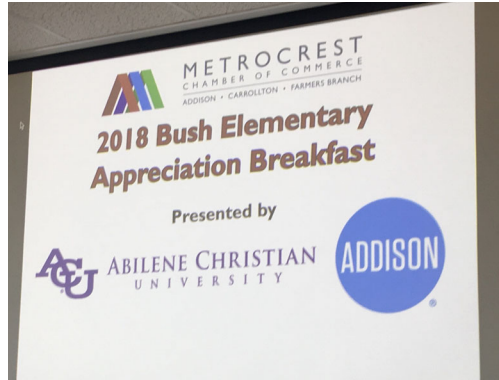 METROCREST
CHAMBER OF COMMERCE
ADDISON • CARROLLTON • FARMERS BRANCH
2018 Bush Elementary
Appreciation Breakfast
Presented by
ACU
ABILENE CHRISTIAN
UNIVERSITY
ADDISON
®